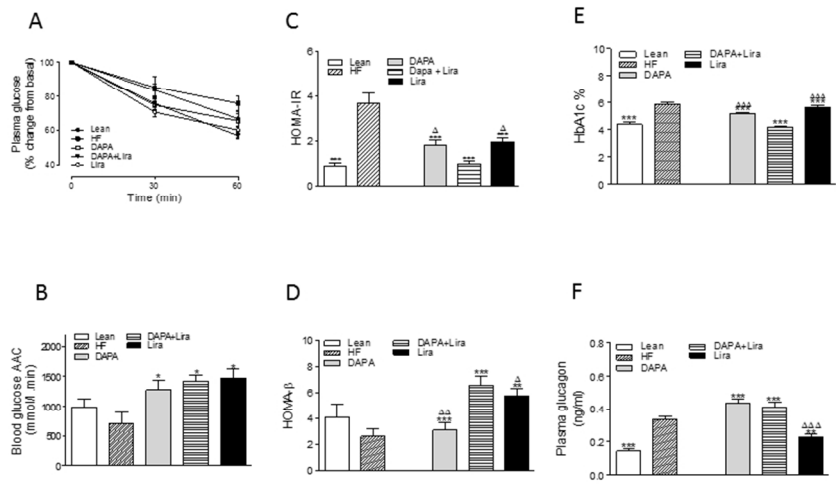 A
Plasma glucose
(% change from basal)
100
80
60
40
Lean
HF
DAPA
DAPA+Lira
Lira
0
30
60
Time (min)
C
HOMA-IR
6
4
2
0
Lean
HF
DAPA
Dapa + Lira
Lira
***
Δ
***
***
Δ
***
E
HbA1c %
10
8
6
4
2
0
Lean
HF
DAPA
DAPA+Lira
Lira
***
ΔΔΔ
***
***
ΔΔΔ
***
B
Blood glucose AAC
(mmol/l .min)
2000
1500
1000
500
0
Lean
HF
DAPA
DAPA+Lira
Lira
*
*
*
D
HOMA-β
10
8
6
4
2
0
Lean
HF
DAPA
DAPA+Lira
Lira
ΔΔ
***
***
Δ
**
F
Plasma glucagon
(ng/ml)
0.8
0.6
0.4
0.2
0.0
Lean
HF
DAPA
DAPA+Lira
Lira
***
***
***
ΔΔΔ
**